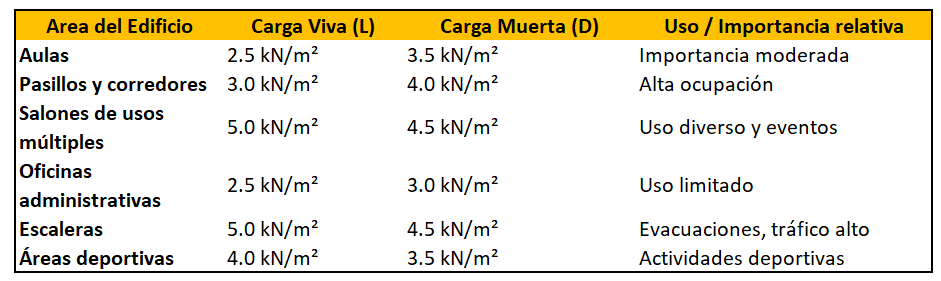 Area del Edificio Carga Viva (L) Carga Muerta (D) Uso / Importancia relativa
Aulas 2.5 kN/m² 3.5 kN/m² Importancia moderada
Pasillos y corredores 3.0 kN/m² 4.0 kN/m² Alta ocupación
Salones de usos
múltiples 5.0 kN/m² 4.5 kN/m² Uso diverso y eventos
Oficinas
administrativas 2.5 kN/m² 3.0 kN/m² Uso limitado
Escaleras 5.0 kN/m² 4.5 kN/m² Evacuaciones, tráfico alto
Áreas deportivas 4.0 kN/m² 3.5 kN/m² Actividades deportivas